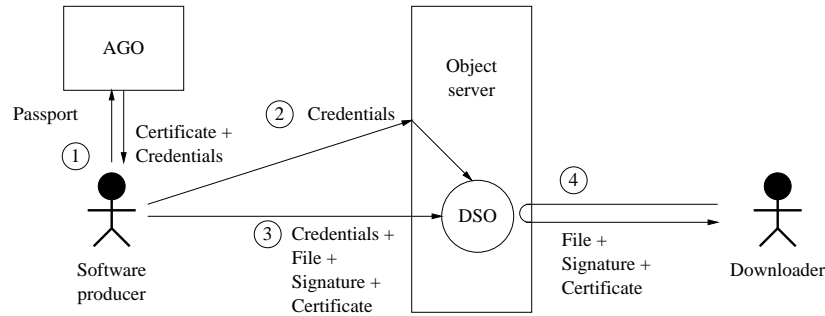 AGO
Passport
Certificate +
Credentials
1
Software
producer
2
Credentials
Object
server
DSO
3
Credentials +
File +
Signature +
Certificate
4
File +
Signature +
Certificate
Downloader